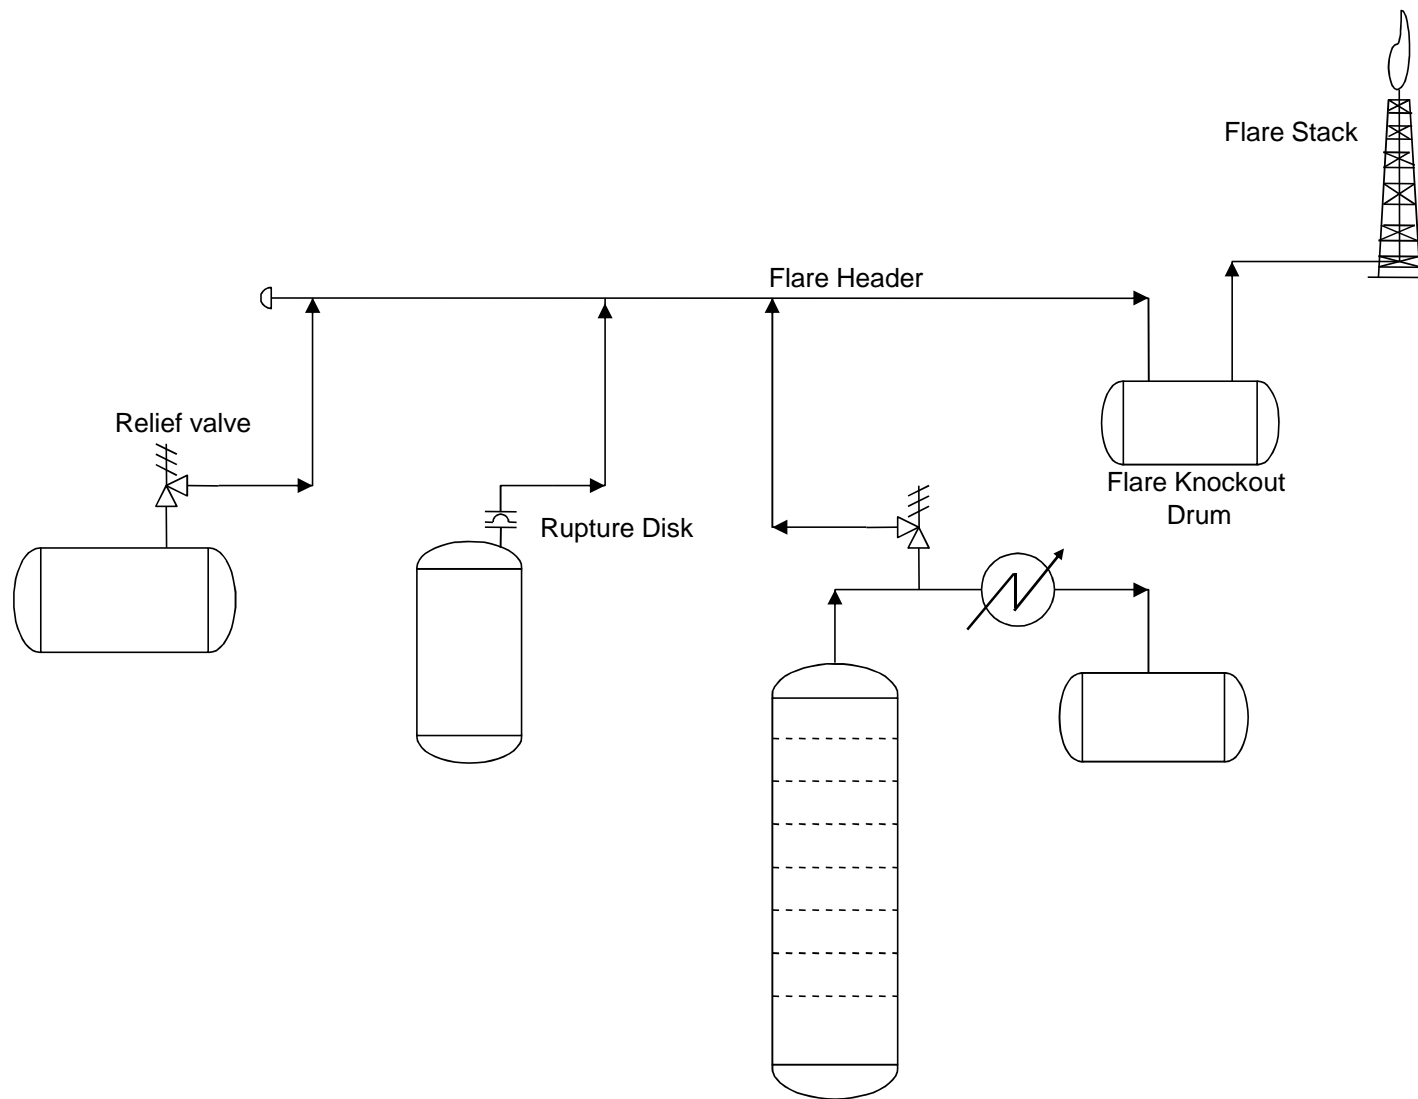 Flare Stack
Flare Header
Relief valve
Flare Knockout
Drum
Rupture Disk